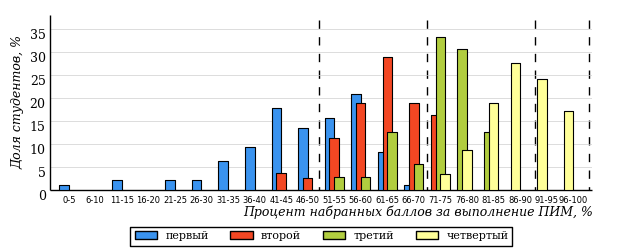 Доля студентов, %
35
30
25
20
15
10
5
0
0-5 6-10 11-15 16-20 21-25 26-30 31-35 36-40 41-45 46-50 51-55 56-60 61-65 66-70 71-75 76-80 81-85 86-90 91-95 96-100
Процент набранных баллов за выполнение ПИМ, %
первый второй третий четвертый